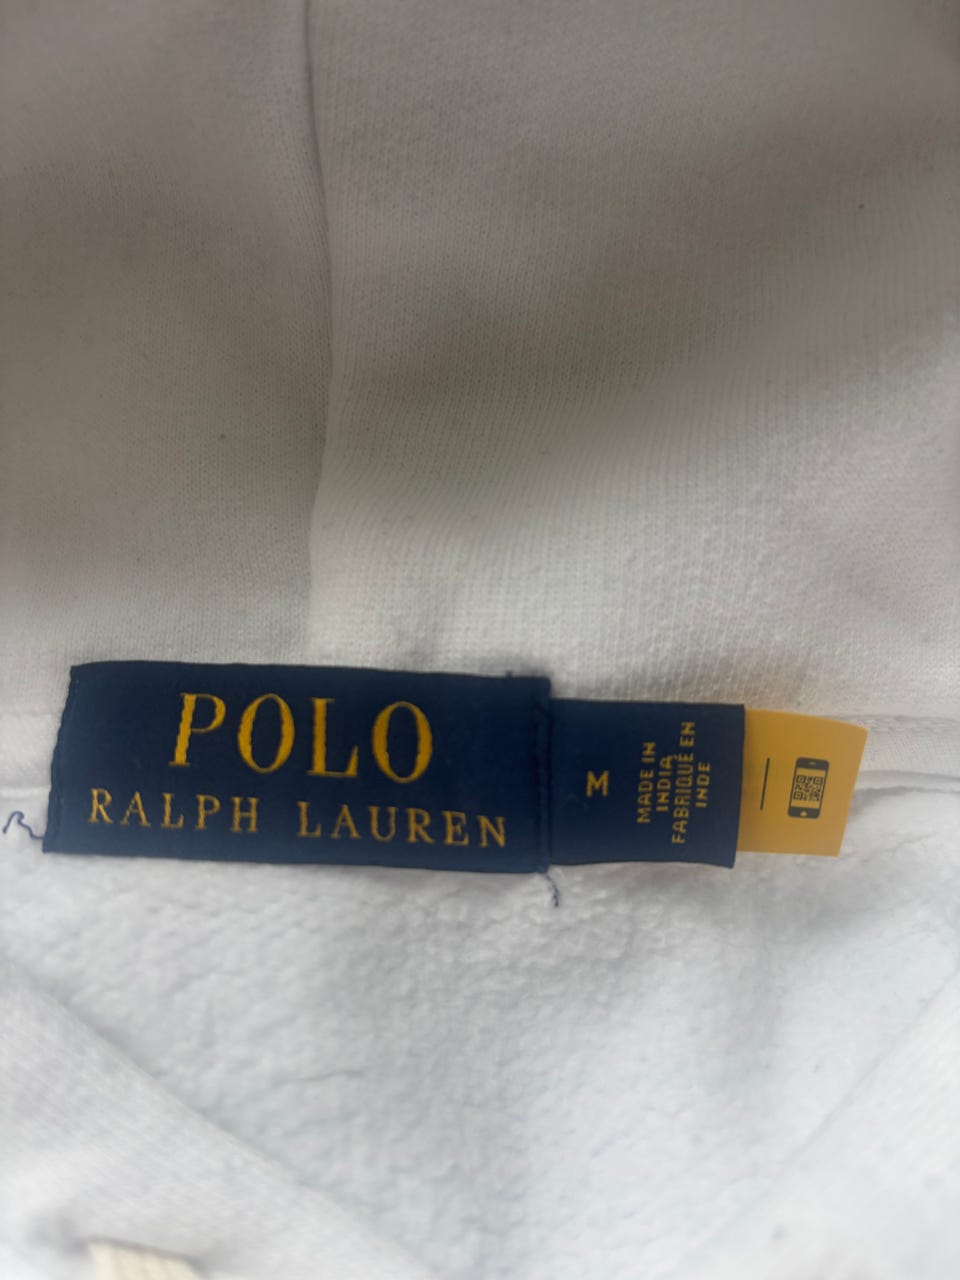 POLO
RALPH LAUREN
M
MADE IN
INDIA
FABRIQUÉ EN
INDE